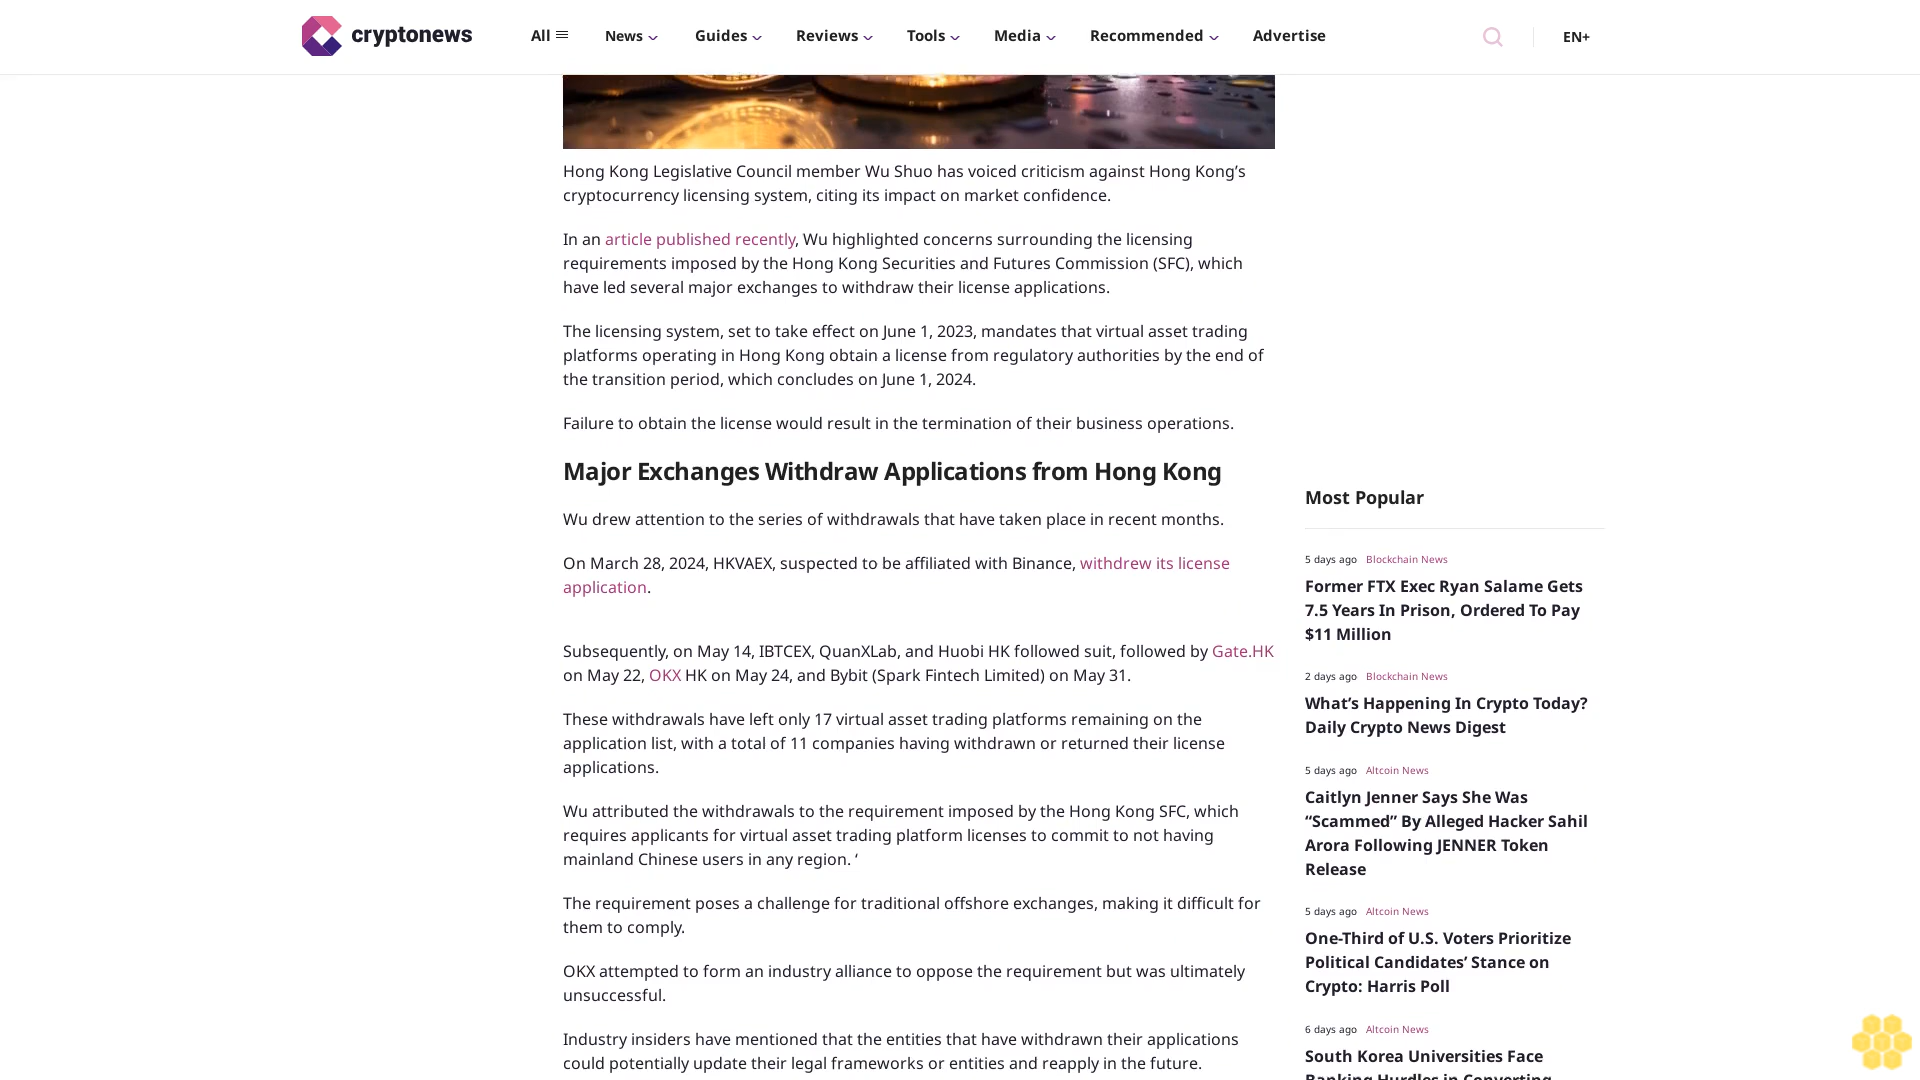 cryptonews
All
News
Guides
Reviews
Tools
Media
Recommended
Advertise
EN+
Hong Kong Legislative Council member Wu Shuo has voiced criticism against Hong Kong’s
cryptocurrency licensing system, citing its impact on market confidence.
In an article published recently, Wu highlighted concerns surrounding the licensing
requirements imposed by the Hong Kong Securities and Futures Commission (SFC), which
have led several major exchanges to withdraw their license applications.
The licensing system, set to take effect on June 1, 2023, mandates that virtual asset trading
platforms operating in Hong Kong obtain a license from regulatory authorities by the end of
the transition period, which concludes on June 1, 2024.
Failure to obtain the license would result in the termination of their business operations.
Major Exchanges Withdraw Applications from Hong Kong
Wu drew attention to the series of withdrawals that have taken place in recent months.
On March 28, 2024, HKVAEX, suspected to be affiliated with Binance, withdrew its license
application.
Subsequently, on May 14, IBTCEX, QuanXLab, and Huobi HK followed suit, followed by Gate.HK
on May 22, OKX HK on May 24, and Bybit (Spark Fintech Limited) on May 31.
These withdrawals have left only 17 virtual asset trading platforms remaining on the
application list, with a total of 11 companies having withdrawn or returned their license
applications.
Wu attributed the withdrawals to the requirement imposed by the Hong Kong SFC, which
requires applicants for virtual asset trading platform licenses to commit to not having
mainland Chinese users in any region. ‘
The requirement poses a challenge for traditional offshore exchanges, making it difficult for
them to comply.
OKX attempted to form an industry alliance to oppose the requirement but was ultimately
unsuccessful.
Industry insiders have mentioned that the entities that have withdrawn their applications
could potentially update their legal frameworks or entities and reapply in the future.
Most Popular
5 days ago Blockchain News
Former FTX Exec Ryan Salame Gets
7.5 Years In Prison, Ordered To Pay
$11 Million
2 days ago Blockchain News
What’s Happening In Crypto Today?
Daily Crypto News Digest
5 days ago Altcoin News
Caitlyn Jenner Says She Was
“Scammed” By Alleged Hacker Sahil
Arora Following JENNER Token
Release
5 days ago Altcoin News
One-Third of U.S. Voters Prioritize
Political Candidates’ Stance on
Crypto: Harris Poll
6 days ago Altcoin News
South Korea Universities Face
Banking Hurdles in Converting